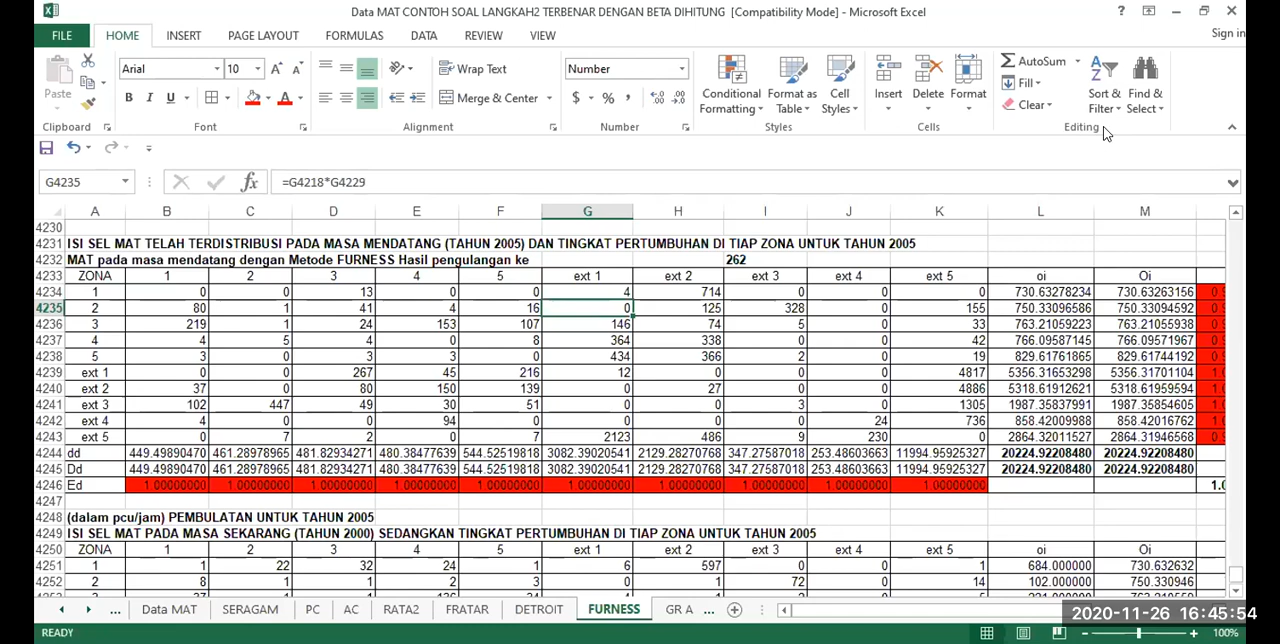 Data MAT CONTOH SOAL LANGKAH2 TERBENAR DENGAN BETA DIHITUNG [Compatibility Mode] - Microsoft Excel
FILE HOME INSERT PAGE LAYOUT FORMULAS DATA REVIEW VIEW Sign in
Arial 10 Wrap Text Number AutoSum
Paste Merge & Center Conditional Formatting Format as Table Cell Styles Insert Delete Format Fill Clear Sort & Filter Find & Select
Clipboard Font Alignment Number Styles Cells Editing
G4235 fx =G4218*G4229
A B C D E F G H I J K L M
4230
4231 ISI SEL MAT TELAH TERDISTRIBUSI PADA MASA MENDATANG (TAHUN 2005) DAN TINGKAT PERTUMBUHAN DI TIAP ZONA UNTUK TAHUN 2005
4232 MAT pada masa mendatang dengan Metode FURNESS Hasil pengulangan ke 262
4233 ZONA 1 2 3 4 5 ext 1 ext 2 ext 3 ext 4 ext 5 oi Oi
4234 1 0 0 13 0 0 4 714 0 0 0 730.63278234 730.63263156
4235 2 80 1 41 4 16 0 125 328 0 155 750.33096586 750.33094592
4236 3 219 1 24 153 107 146 74 5 0 33 763.21059223 763.21055938
4237 4 4 5 4 0 8 364 338 0 0 42 766.09587145 766.09571967
4238 5 3 0 3 3 0 434 366 2 0 19 829.61761865 829.61744192
4239 ext 1 0 0 267 45 216 12 0 0 0 4817 5356.31653298 5356.31701104
4240 ext 2 37 0 80 150 139 0 27 0 0 4886 5318.61912621 5318.61959594
4241 ext 3 102 447 49 30 51 0 0 3 0 1305 1987.35837991 1987.35854605
4242 ext 4 4 0 0 94 0 0 0 0 24 736 858.42009988 858.42016762
4243 ext 5 0 7 2 0 7 2123 486 9 230 0 2864.32011527 2864.31946568
4244 dd 449.49890470 461.28978965 481.82934271 480.38477639 544.52519818 3082.39020541 2129.28270768 347.27587018 253.48603663 11994.95925327 20224.92208480 20224.92208480
4245 Dd 449.49890470 461.28978965 481.82934271 480.38477639 544.52519818 3082.39020541 2129.28270768 347.27587018 253.48603663 11994.95925327 20224.92208480 20224.92208480
4246 Ed 1.00000000 1.00000000 1.00000000 1.00000000 1.00000000 1.00000000 1.00000000 1.00000000 1.00000000 1.00000000 1.0
4247
4248 (dalam pcu/jam) PEMBULATAN UNTUK TAHUN 2005
4249 ISI SEL MAT PADA MASA SEKARANG (TAHUN 2000) SEDANGKAN TINGKAT PERTUMBUHAN DI TIAP ZONA UNTUK TAHUN 2005
4250 ZONA 1 2 3 4 5 ext 1 ext 2 ext 3 ext 4 ext 5 oi Oi
4251 1 1 22 32 24 1 6 597 0 0 1 684.000000 730.632632
4252 2 8 1 1 2 3 0 1 72 0 14 102.000000 750.330946
... Data MAT SERAGAM PC AC RATA2 FRATAR DETROIT FURNESS GR A ...
2020-11-26 16:45:54
READY 100%